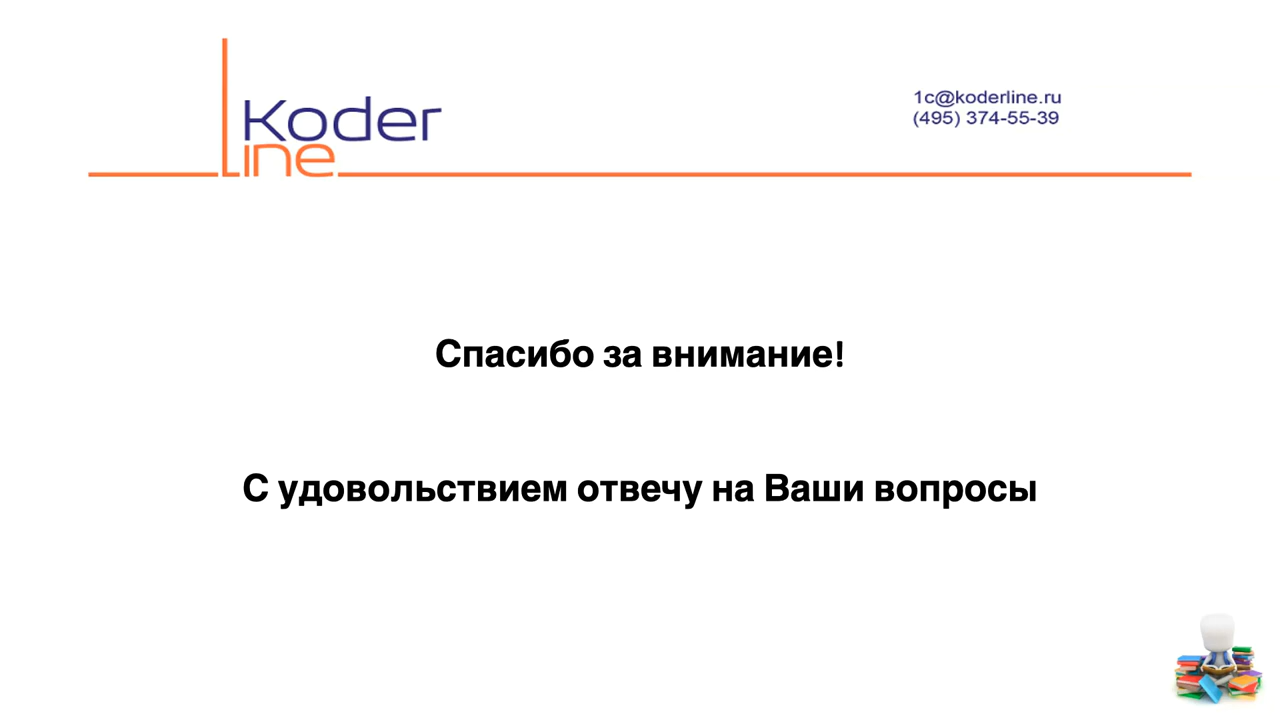 Koder
Line
1c@koderline.ru
(495) 374-55-39
Спасибо за внимание!
С удовольствием отвечу на Ваши вопросы